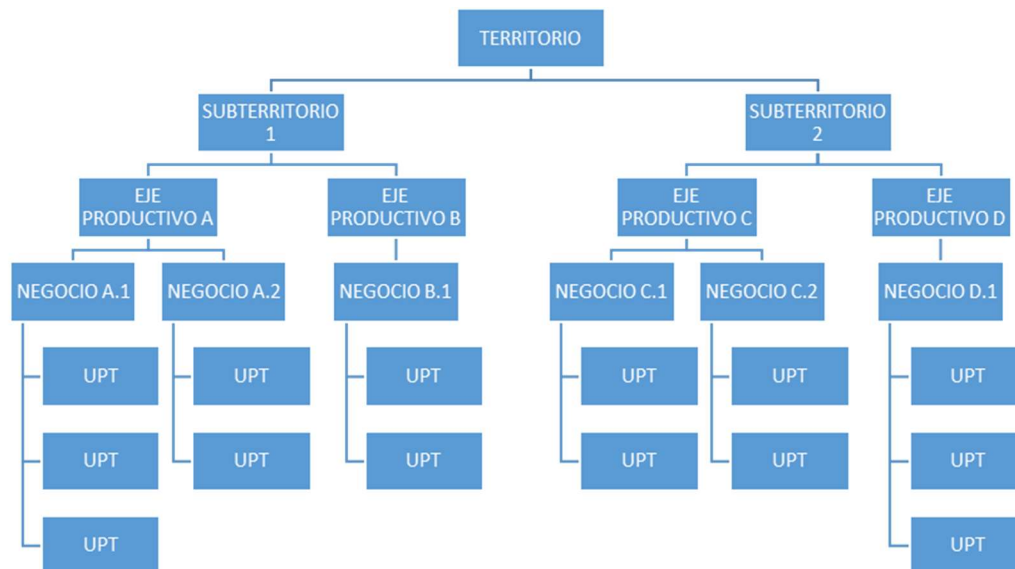 TERRITORIO
SUBTERRITORIO
1
SUBTERRITORIO
2
EJE
PRODUCTIVO A
EJE
PRODUCTIVO B
EJE
PRODUCTIVO C
EJE
PRODUCTIVO D
NEGOCIO A.1
NEGOCIO A.2
NEGOCIO B.1
NEGOCIO C.1
NEGOCIO C.2
NEGOCIO D.1
UPT
UPT
UPT
UPT
UPT
UPT
UPT
UPT
UPT
UPT
UPT
UPT
UPT
UPT